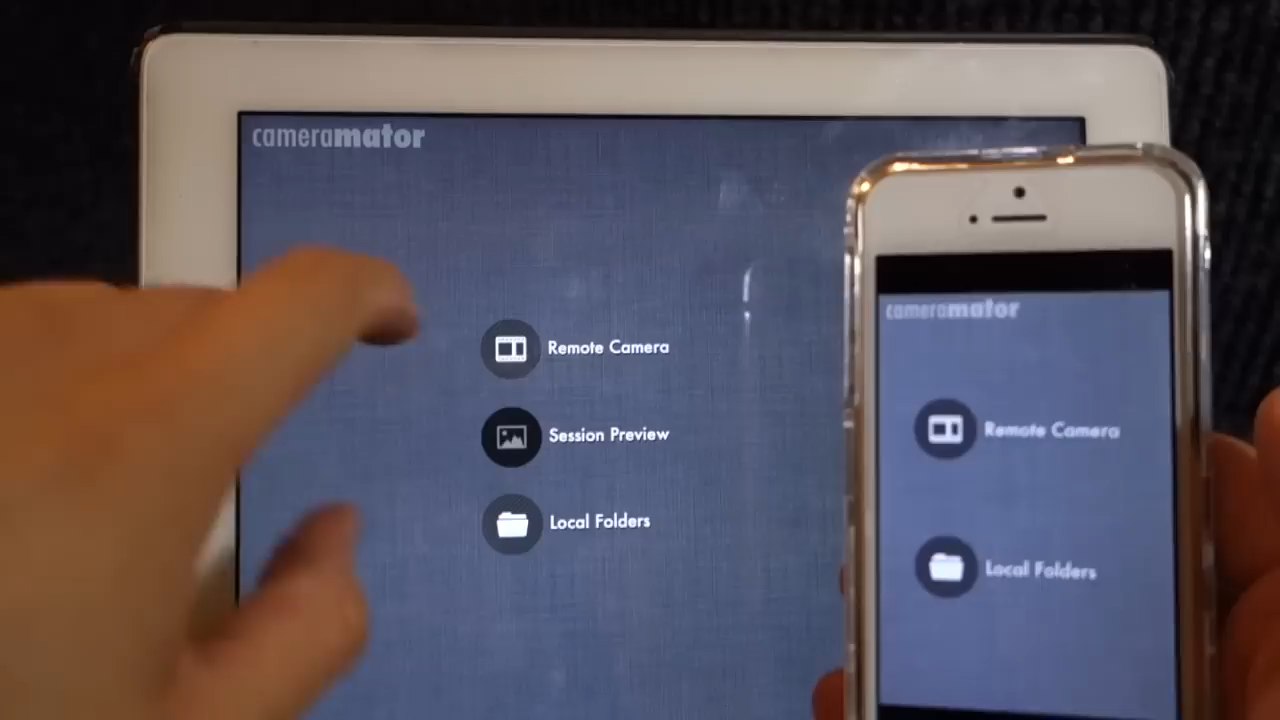 cameramator
Remote Camera
Session Preview
Local Folders
cameramator
Remote Camera
Local Folders